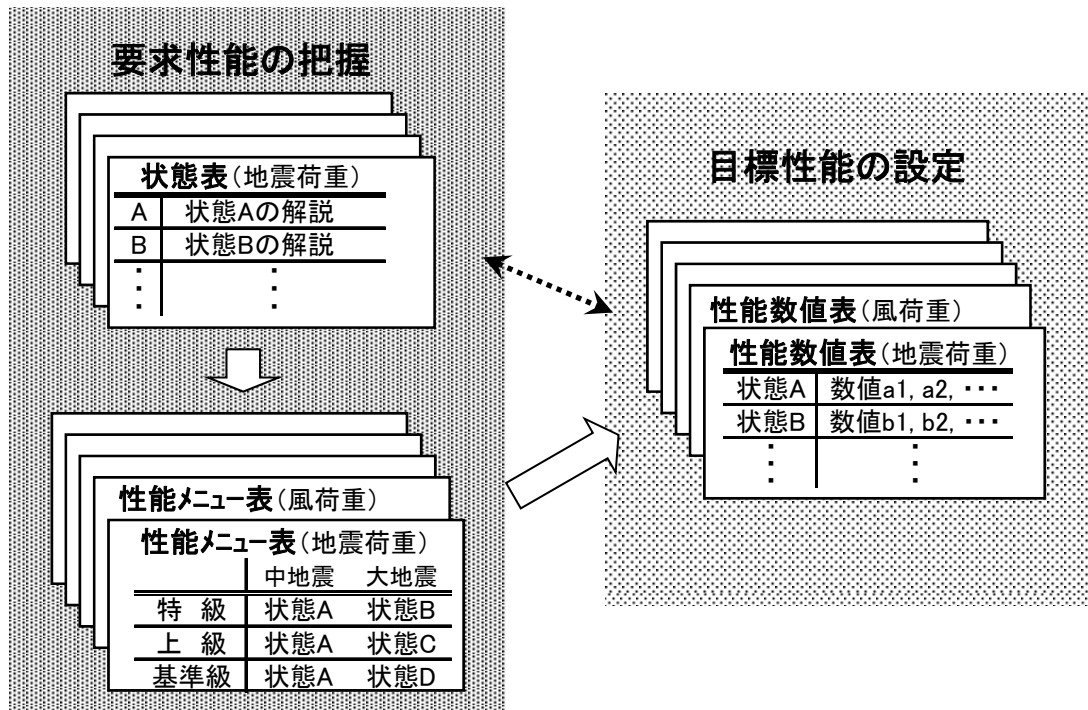 要求性能の把握
状態表(地震荷重)
A 状態Aの解説
B 状態Bの解説
： ：
性能メニュー表(風荷重)
性能メニュー表(地震荷重)
中地震 大地震
特 級 状態A 状態B
上 級 状態A 状態C
基準級 状態A 状態D
目標性能の設定
性能数値表(風荷重)
性能数値表(地震荷重)
状態A 数値a1, a2, ・・・
状態B 数値b1, b2, ・・・
： ：